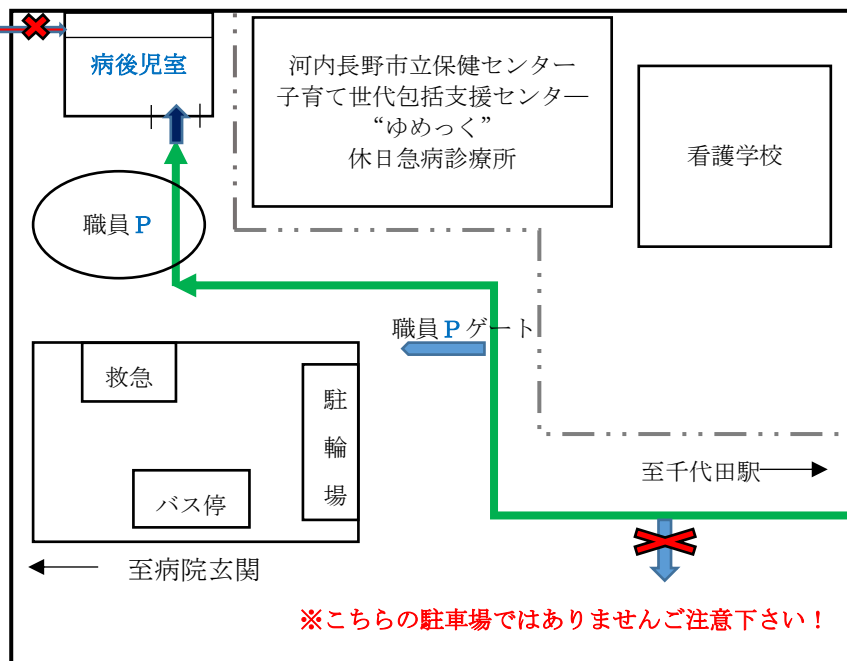 病後児室
河内長野市立保健センター
子育て世代包括支援センター
“ゆめっく”
休日急病診療所
看護学校
職員P
職員Pゲート
救急
駐輪場
バス停
至千代田駅
至病院玄関
※こちらの駐車場ではありませんご注意下さい！